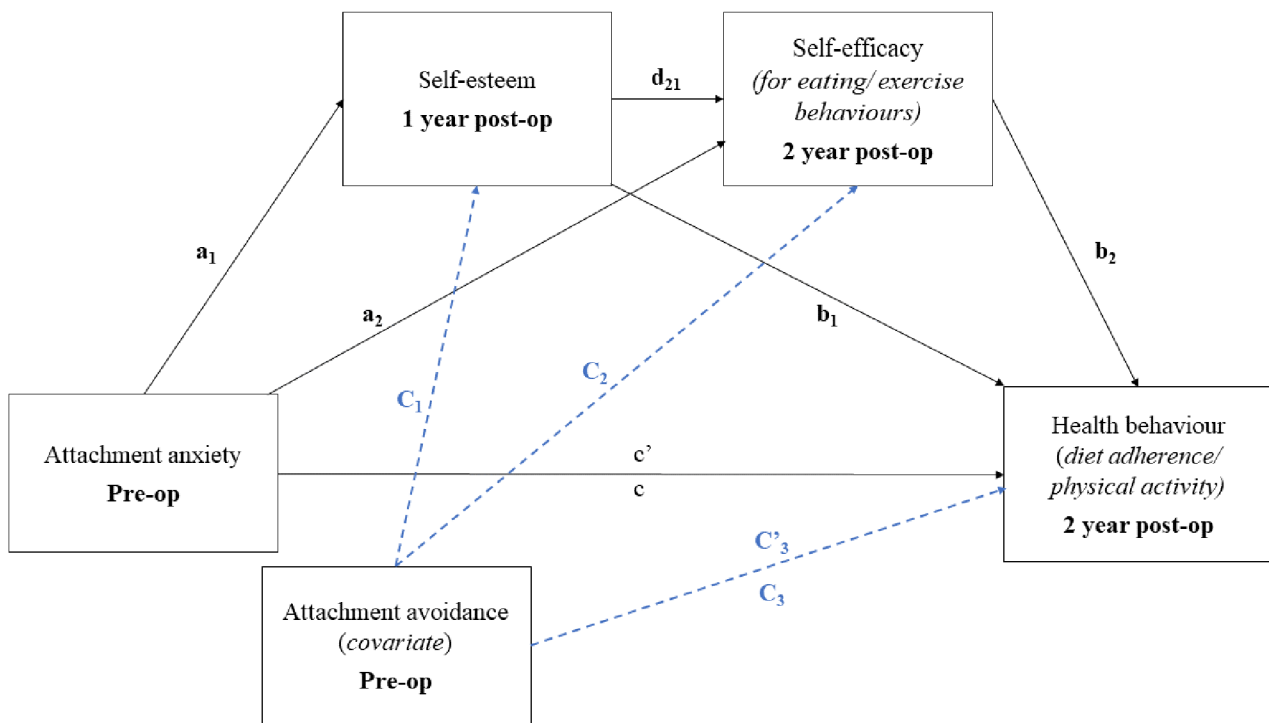 Self-esteem
1 year post-op
d21
Self-efficacy
(for eating/ exercise
behaviours)
2 year post-op
a1
a2
b1
b2
C1
C2
Attachment anxiety
Pre-op
c’
c
Health behaviour
(diet adherence/
physical activity)
2 year post-op
C’3
C3
Attachment avoidance
(covariate)
Pre-op